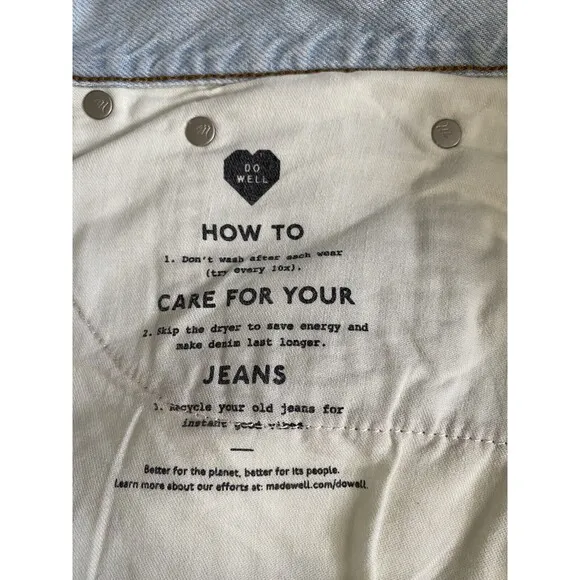 DO
WELL
HOW TO
1. Don't wash after each wear
(try every 10x).
CARE FOR YOUR
2. Skip the dryer to save energy and
make denim last longer.
JEANS
3. Recycle your old jeans for
instant good vibes.
Better for the planet, better for its people.
Learn more about our efforts at: madewell.com/dowell.